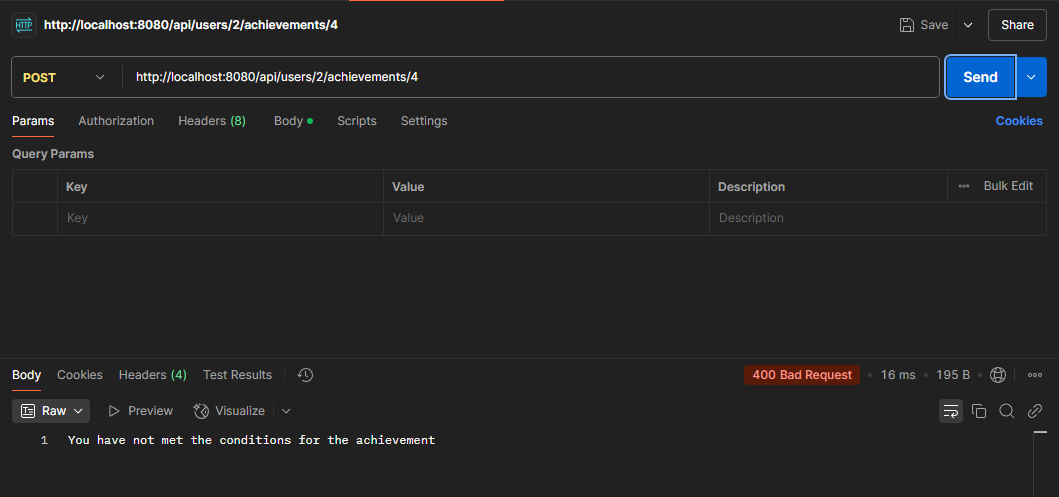 HTTP http://localhost:8080/api/users/2/achievements/4 Save Share
POST http://localhost:8080/api/users/2/achievements/4 Send
Params Authorization Headers (8) Body Scripts Settings Cookies
Query Params
Key Value Description Bulk Edit
Key Value Description
Body Cookies Headers (4) Test Results 400 Bad Request 16 ms 195 B
Raw Preview Visualize
1 You have not met the conditions for the achievement